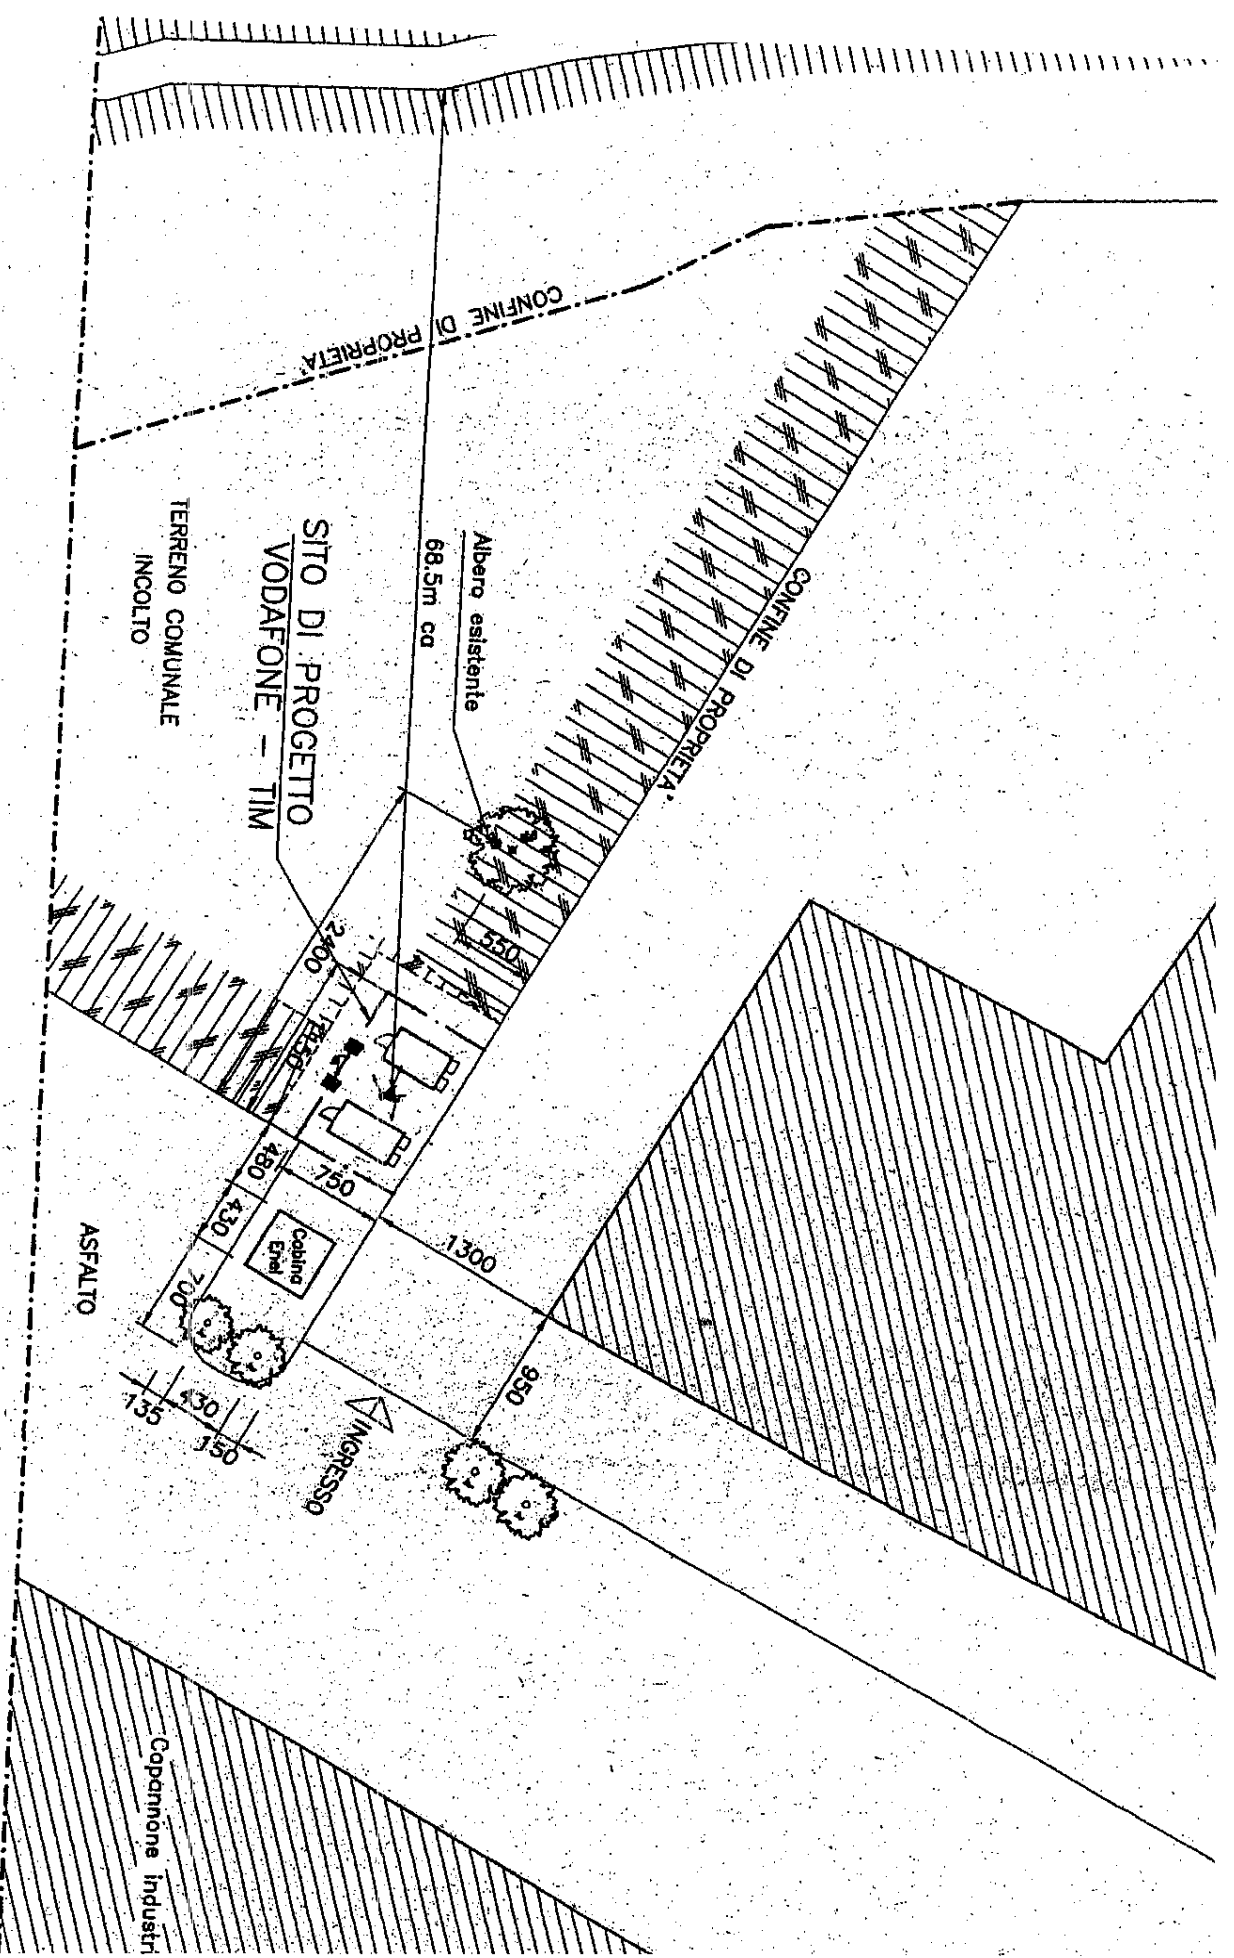 CONFINE DI PROPRIETA'
CONFINE DI PROPRIETA'
Albero esistente
68.5m ca
SITO DI PROGETTO
VODAFONE - TIM
TERRENO COMUNALE
INCOLTO
550
2400
480
750
430
700
Cabina
Enel
1300
950
ASFALTO
135
430
150
INGRESSO
Capannone industri